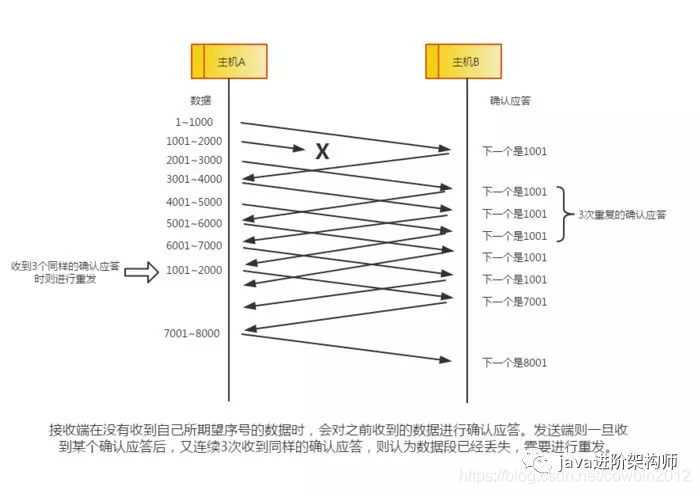 主机A
主机B
数据
确认应答
1~1000
1001~2000
X
下一个是1001
2001~3000
3001~4000
下一个是1001
4001~5000
下一个是1001
3次重复的确认应答
5001~6000
下一个是1001
6001~7000
下一个是1001
收到3个同样的确认应答
时则进行重发
1001~2000
下一个是1001
下一个是7001
7001~8000
下一个是8001
接收端在没有收到自己所期望序号的数据时，会对之前收到的数据进行确认应答。发送端则一旦收
到某个确认应答后，又连续3次收到同样的确认应答，则认为数据段已经丢失，需要进行重发。
java进阶架构师
https://blog.csdn.net/cowbin2012